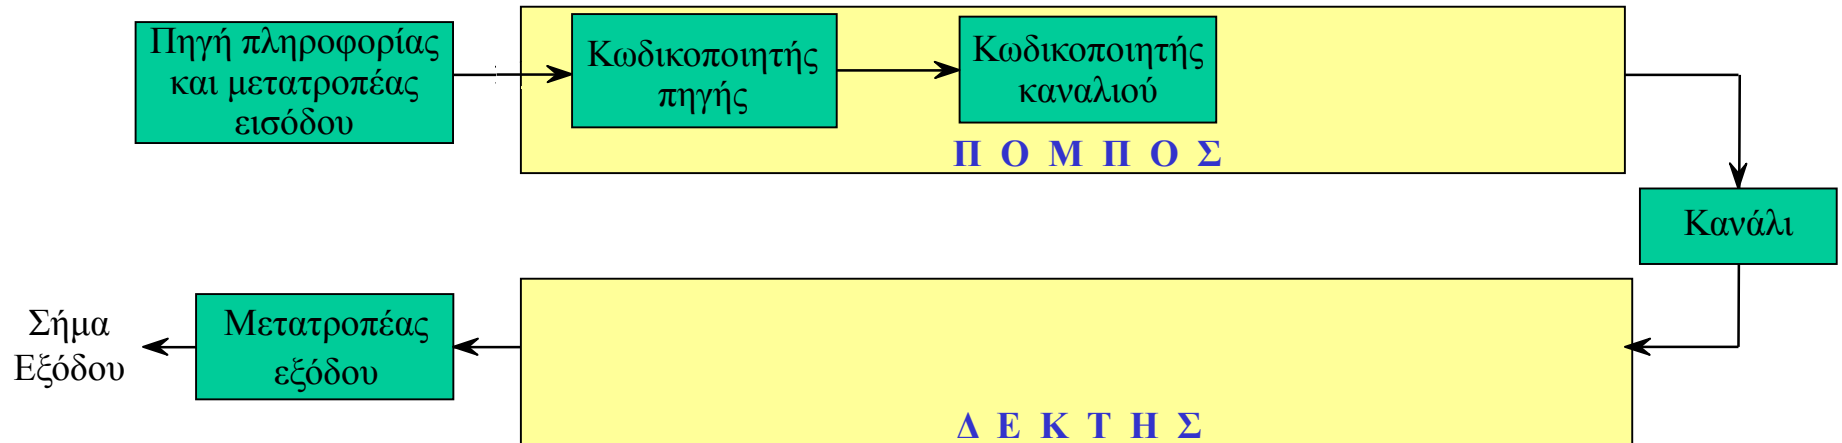 Πηγή πληροφορίας
και μετατροπέας
εισόδου
Κωδικοποιητής
πηγής
Κωδικοποιητής
καναλιού
Π Ο Μ Π Ο Σ
Κανάλι
Σήμα
Εξόδου
Μετατροπέας
εξόδου
Δ Ε Κ Τ Η Σ